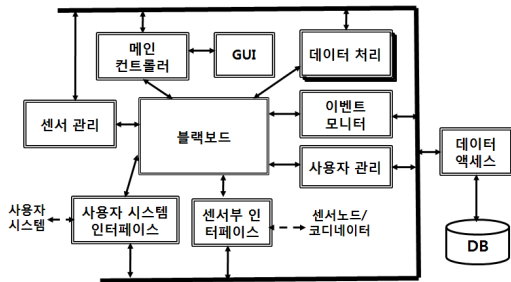 메인
컨트롤러
GUI
데이터 처리
센서 관리
블랙보드
이벤트
모니터
사용자 관리
데이터
액세스
사용자
시스템
사용자 시스템
인터페이스
센서부 인
터페이스
센서노드/
코디네이터
DB